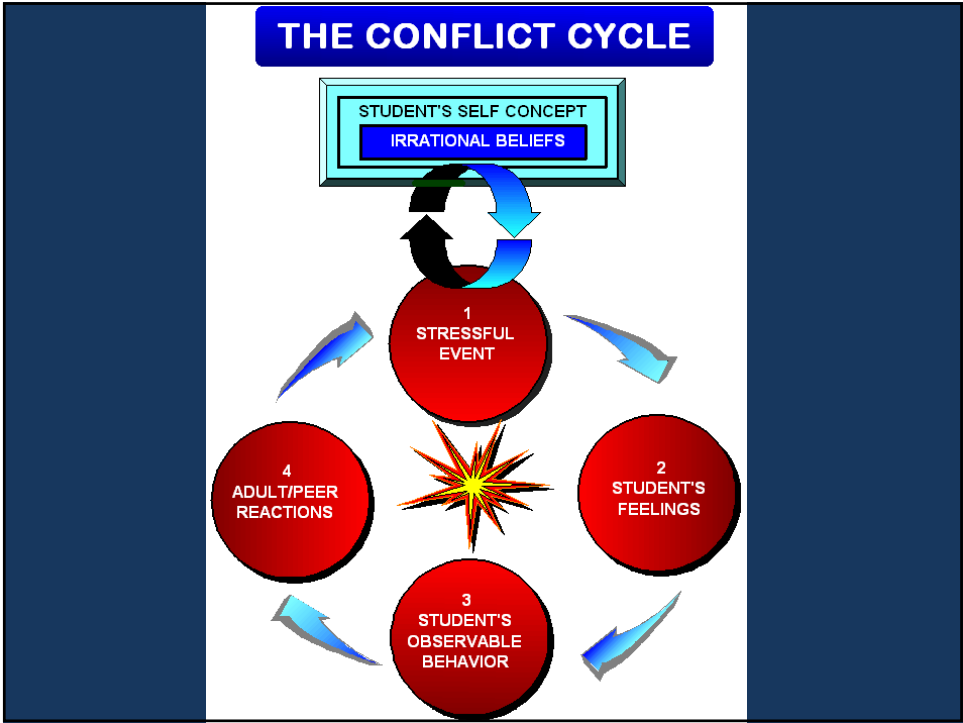 THE CONFLICT CYCLE
STUDENT'S SELF CONCEPT
IRRATIONAL BELIEFS
1
STRESSFUL
EVENT
2
STUDENT'S
FEELINGS
3
STUDENT'S
OBSERVABLE
BEHAVIOR
4
ADULT/PEER
REACTIONS